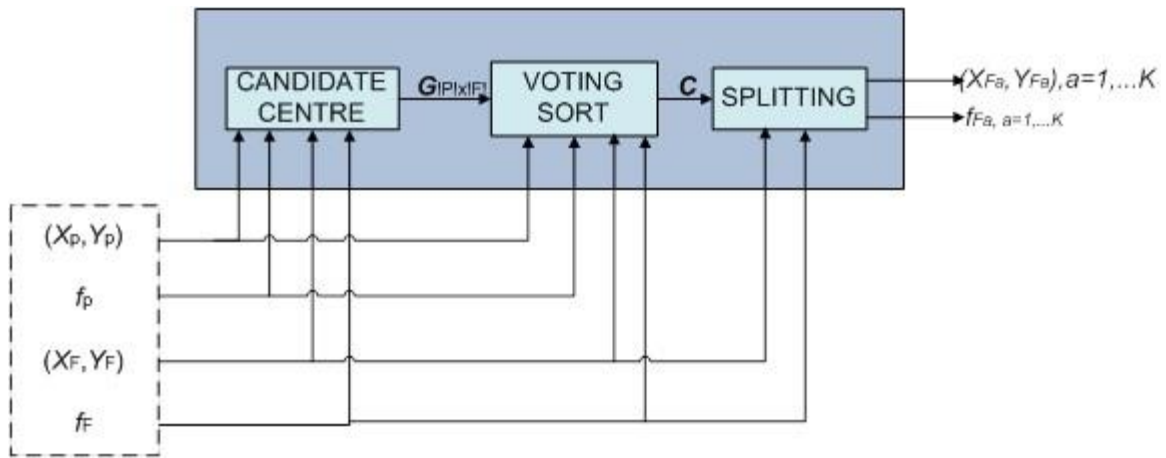 CANDIDATE
CENTRE
G!P!x!F!
VOTING
SORT
C
SPLITTING
(XFa, YFa),a=1,...K
fFa, a=1,...K
(Xp,Yp)
fp
(XF,YF)
fF